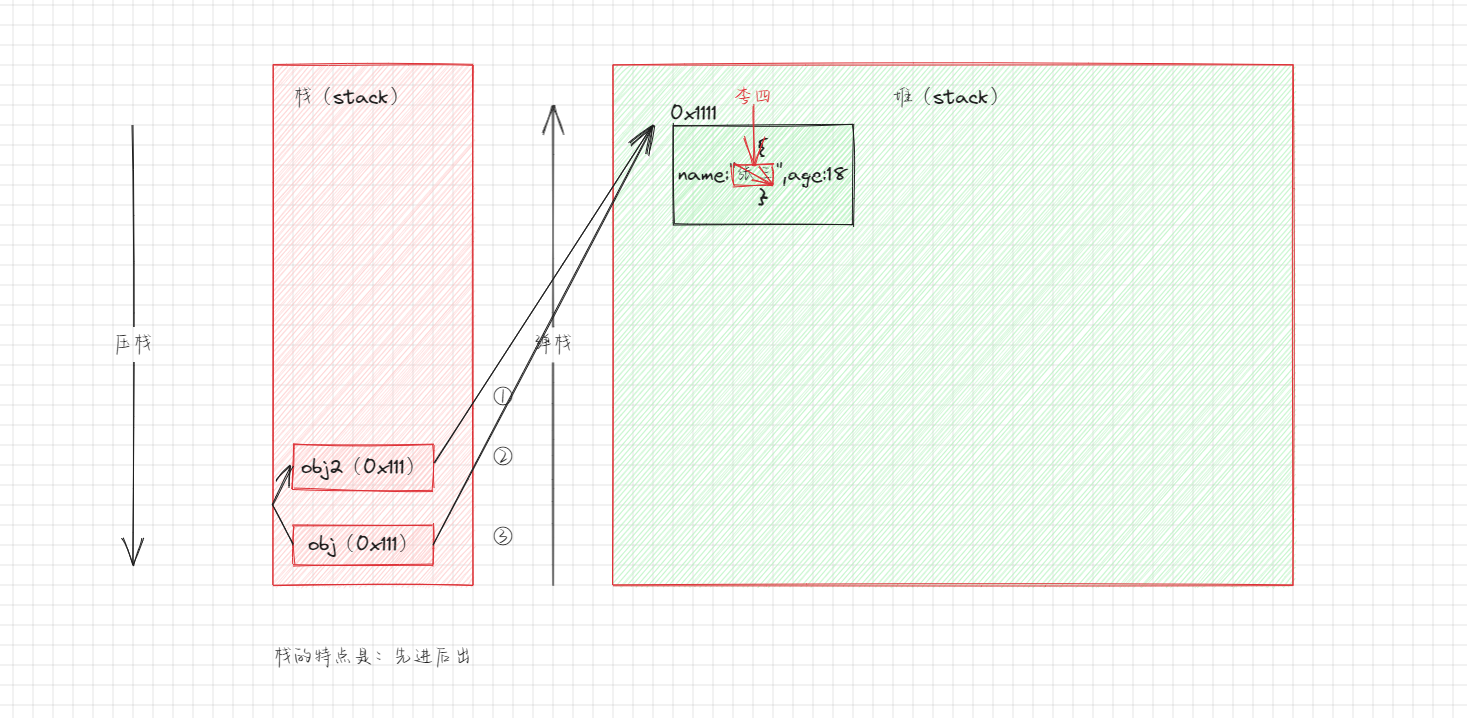 栈（stack）
堆（stack）
李四
0x1111
{
name:"张三",age:18
}
压栈
弹栈
①
②
obj2（0x111）
③
obj（0x111）
栈的特点是：先进后出